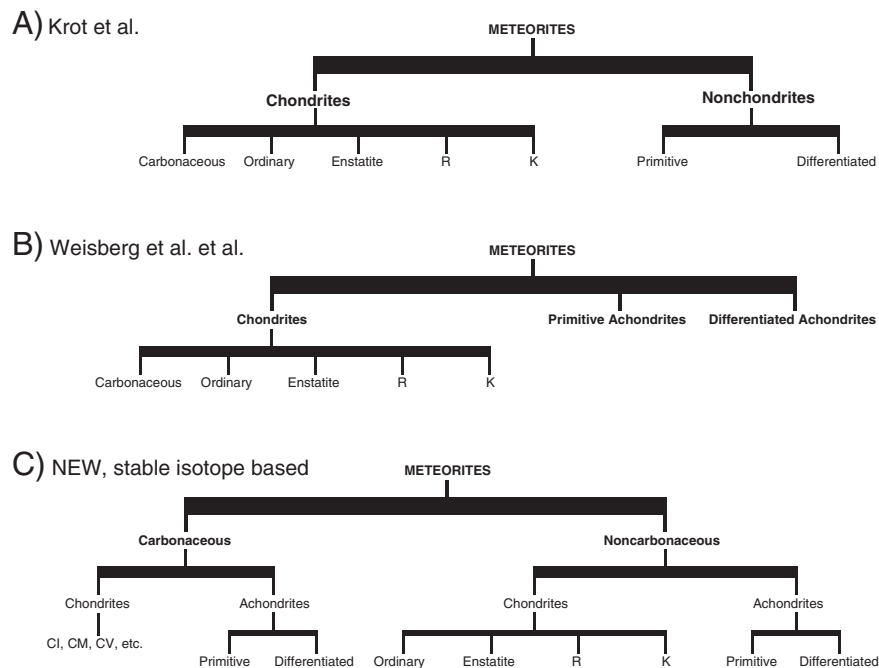 A) Krot et al.
METEORITES
Chondrites
Nonchondrites
Carbonaceous Ordinary Enstatite R K Primitive Differentiated
B) Weisberg et al. et al.
METEORITES
Chondrites Primitive Achondrites Differentiated Achondrites
Carbonaceous Ordinary Enstatite R K
C) NEW, stable isotope based
METEORITES
Carbonaceous Noncarbonaceous
Chondrites Achondrites Chondrites Achondrites
CI, CM, CV, etc.
Primitive Differentiated Ordinary Enstatite R K Primitive Differentiated